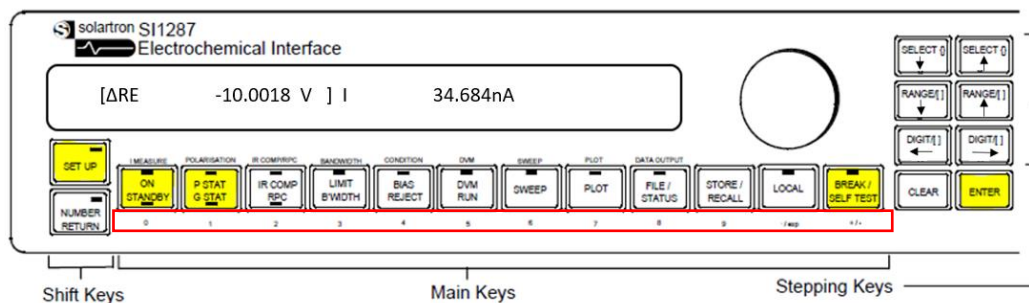 solartron SI1287
Electrochemical Interface
[ΔRE -10.0018 V ] I 34.684nA
SELECT {}
SELECT {}
RANGE/[ ]
RANGE/[ ]
DIGIT/[ ]
DIGIT/[ ]
CLEAR
ENTER
SET UP
NUMBER
RETURN
I MEASURE POLARISATION IR COMP/RPC BANDWIDTH CONDITION DVM SWEEP PLOT DATA OUTPUT
ON
STANDBY
P STAT
G STAT
IR COMP
RPC
LIMIT
B'WIDTH
BIAS
REJECT
DVM
RUN
SWEEP
PLOT
FILE /
STATUS
STORE /
RECALL
LOCAL
BREAK /
SELF TEST
0 1 2 3 4 5 6 7 8 9 -/exp +/-
Shift Keys
Main Keys
Stepping Keys